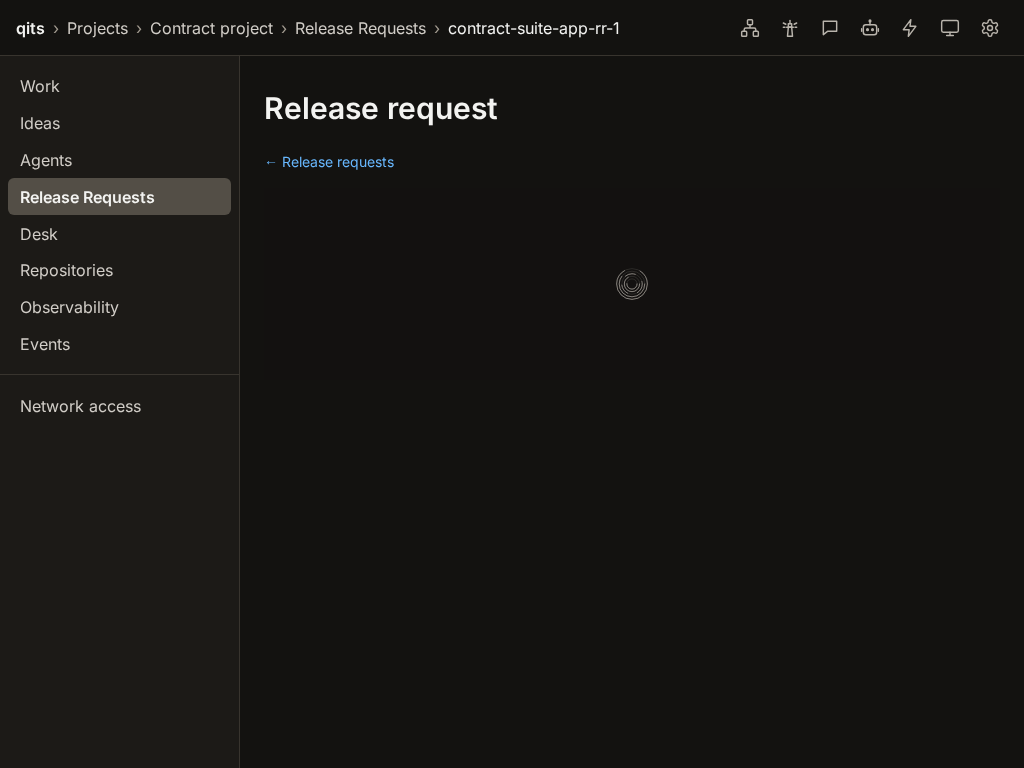 qits › Projects › Contract project › Release Requests › contract-suite-app-rr-1
Work
Ideas
Agents
Release Requests
Desk
Repositories
Observability
Events
Network access
Release request
← Release requests